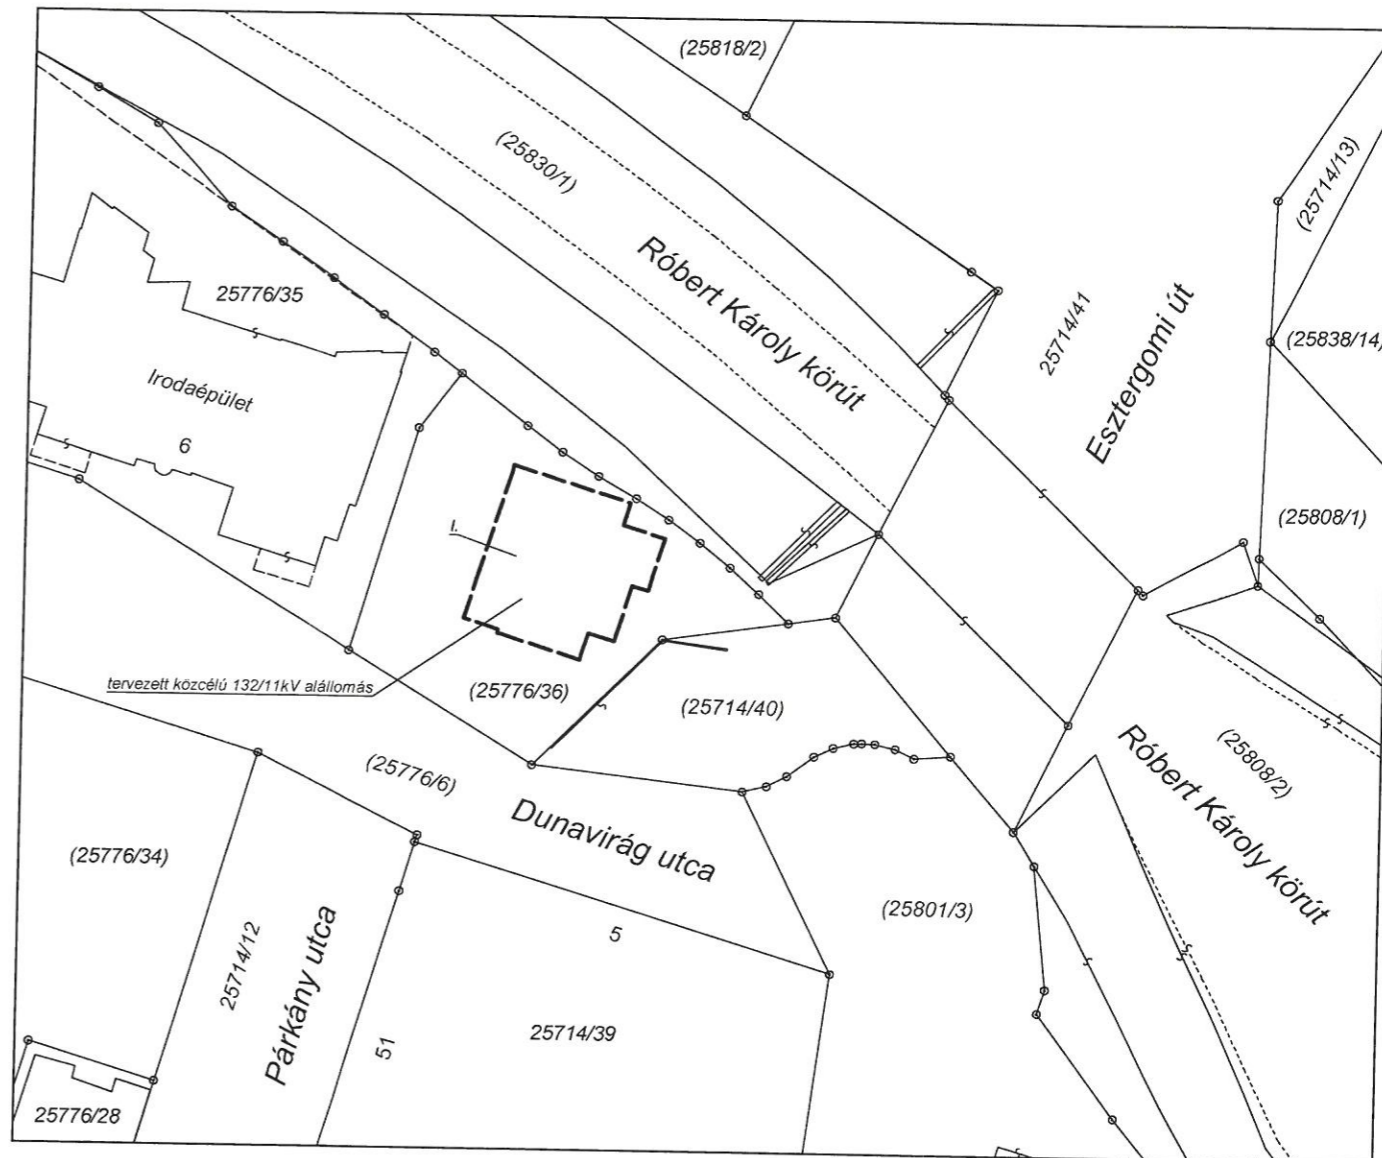 (25818/2)
(25830/1)
(25714/13)
Róbert Károly körút
25776/35
25714/41
Esztergomi út
(25838/14)
Irodaépület
6
(25808/1)
I.
tervezett közcélú 132/11kV alállomás
(25776/36)
(25714/40)
(25776/6)
Dunavirág utca
Róbert Károly körút
(25808/2)
(25776/34)
(25801/3)
25714/12
Párkány utca
5
51
25714/39
25776/28